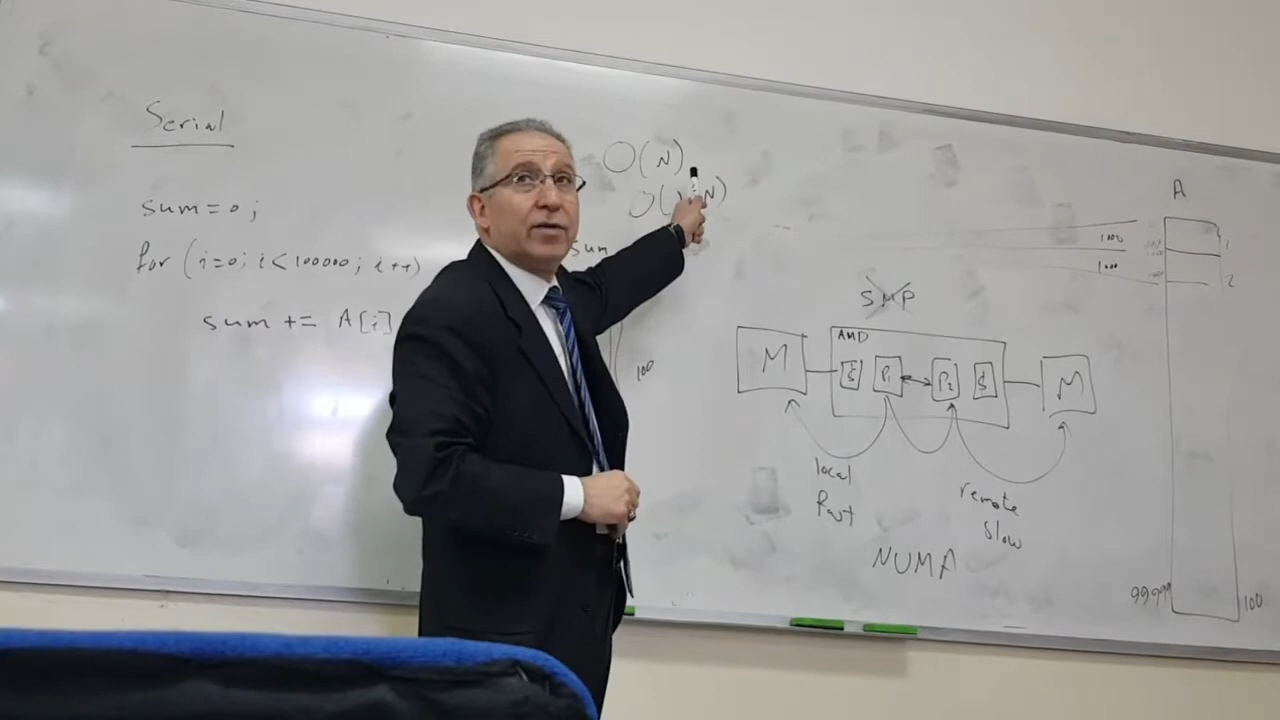 Serial
sum=0;
for (i=0; i<100000; i++)
sum += A[i]
O(N)
O( N)
sum
100
SMP
AMD
M
$
P1
P2
$
M
local
Fast
remote
slow
NUMA
A
1000
1
1000
2
99999
100